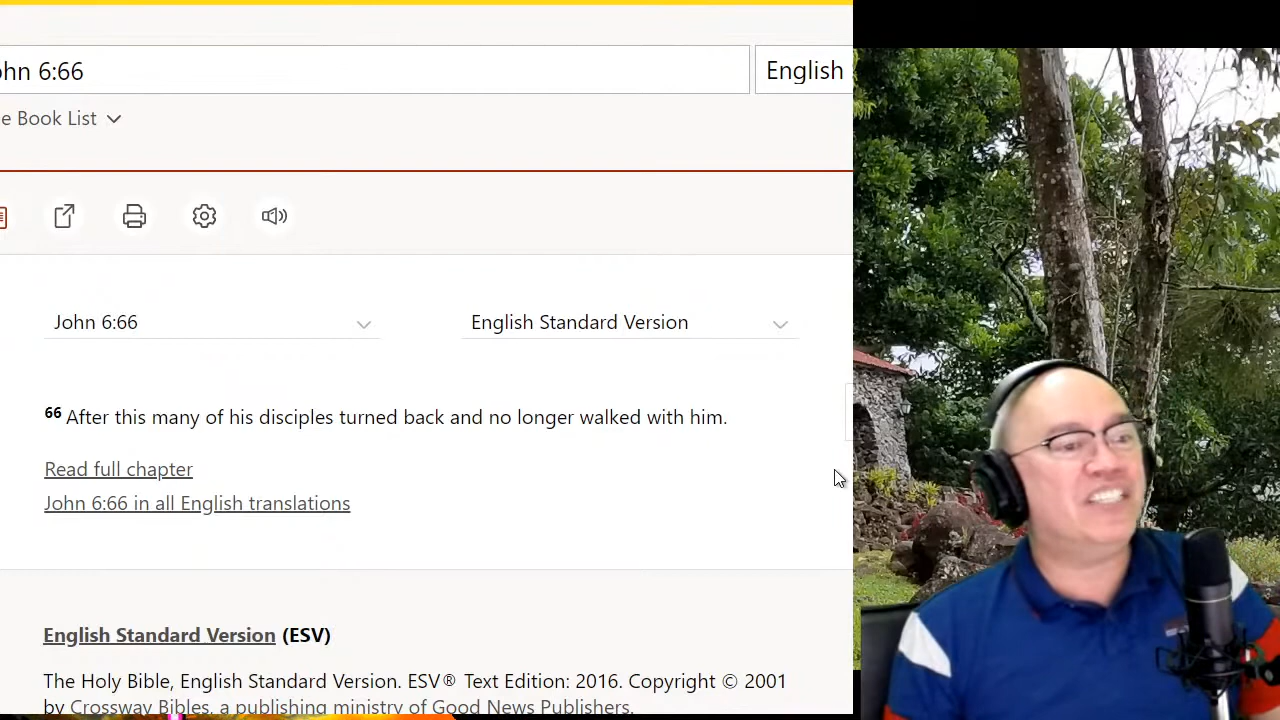 ohn 6:66
English
e Book List
John 6:66
English Standard Version
66 After this many of his disciples turned back and no longer walked with him.
Read full chapter
John 6:66 in all English translations
English Standard Version (ESV)
The Holy Bible, English Standard Version. ESV® Text Edition: 2016. Copyright © 2001
by Crossway Bibles, a publishing ministry of Good News Publishers.